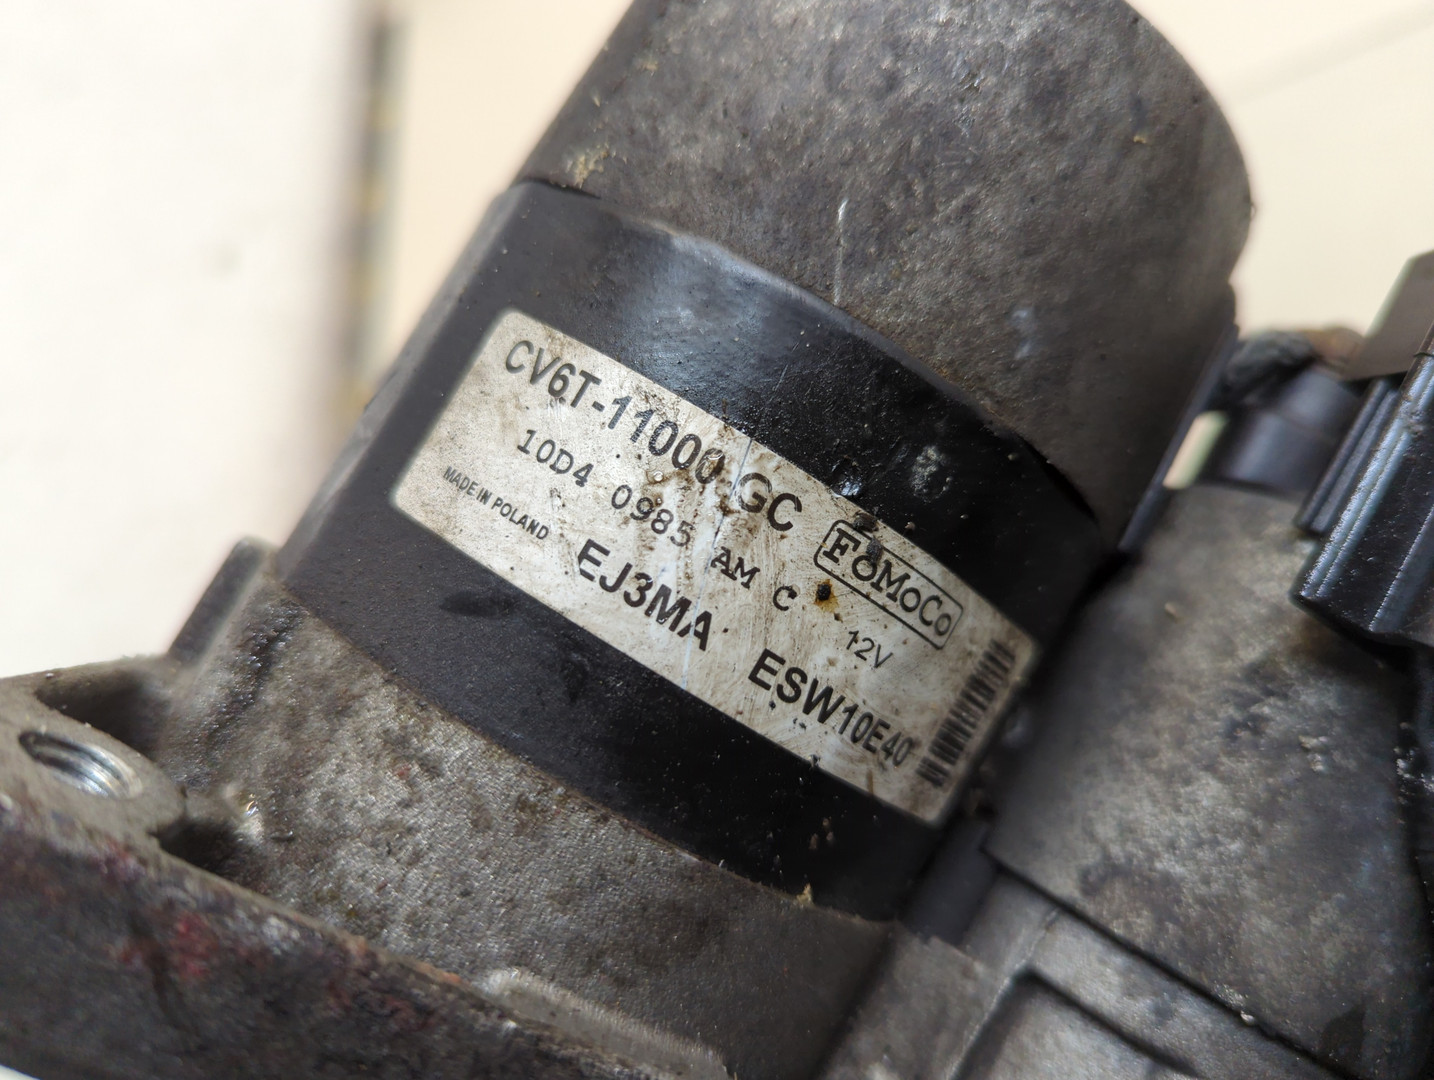 CV6T-11000-GC
FoMoCo
10D4 0985 AM C 12V
MADE IN POLAND EJ3MA ESW10E40